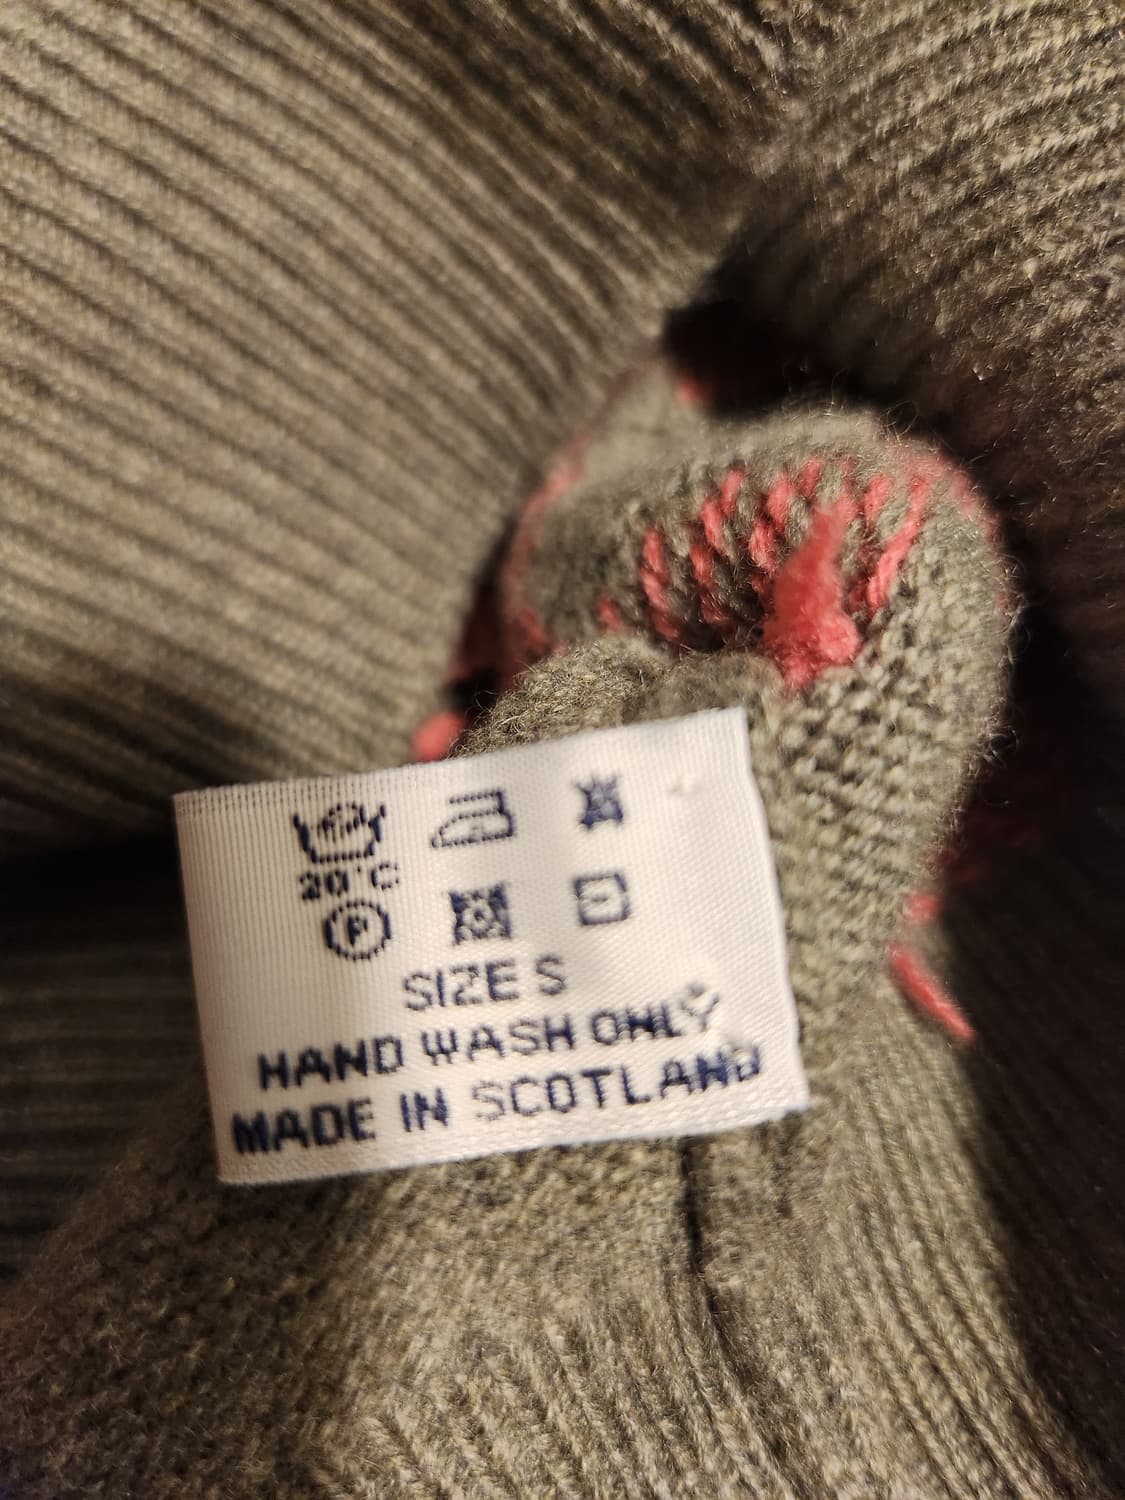 20°C
P
SIZE S
HAND WASH ONLY
MADE IN SCOTLAND